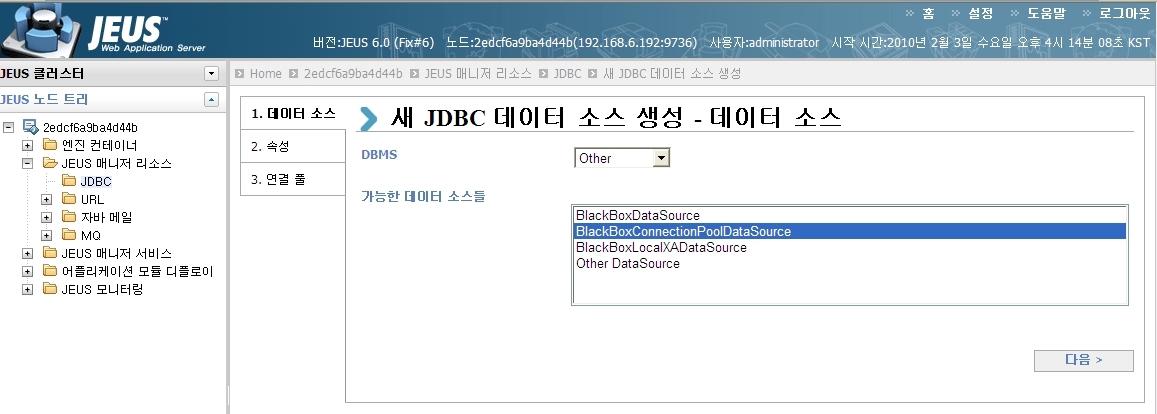 홈 설정 도움말 로그아웃
JEUS™
Web Application Server
버전:JEUS 6.0 (Fix#6) 노드:2edcf6a9ba4d44b(192.168.6.192:9736) 사용자:administrator 시작 시간:2010년 2월 3일 수요일 오후 4시 14분 08초 KST
JEUS 클러스터
Home 2edcf6a9ba4d44b JEUS 매니저 리소스 JDBC 새 JDBC 데이터 소스 생성
JEUS 노드 트리
2edcf6a9ba4d44b
엔진 컨테이너
JEUS 매니저 리소스
JDBC
URL
자바 메일
MQ
JEUS 매니저 서비스
어플리케이션 모듈 디플로이
JEUS 모니터링
1. 데이터 소스
2. 속성
3. 연결 풀
새 JDBC 데이터 소스 생성 - 데이터 소스
DBMS
Other
가능한 데이터 소스들
BlackBoxDataSource
BlackBoxConnectionPoolDataSource
BlackBoxLocalXADataSource
Other DataSource
다음 >